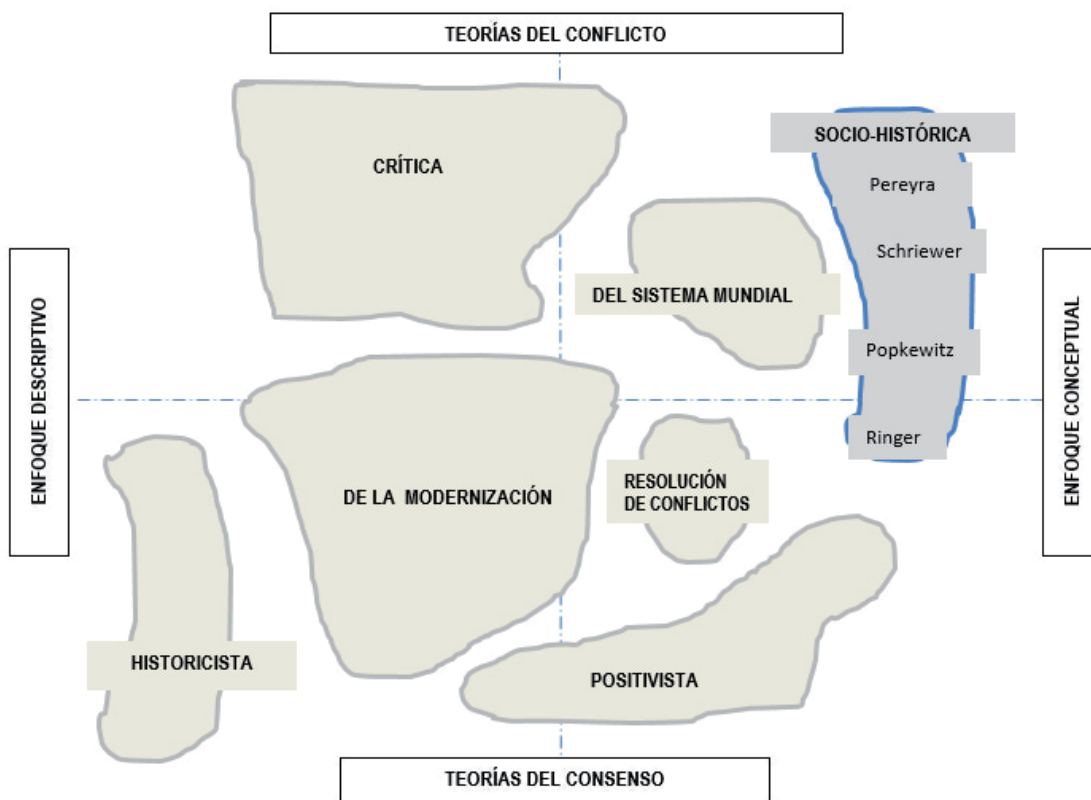 TEORÍAS DEL CONFLICTO
SOCIO-HISTÓRICA
CRÍTICA
Pereyra
Schriewer
DEL SISTEMA MUNDIAL
ENFOQUE DESCRIPTIVO
ENFOQUE CONCEPTUAL
Popkewitz
Ringer
DE LA MODERNIZACIÓN
RESOLUCIÓN
DE CONFLICTOS
HISTORICISTA
POSITIVISTA
TEORÍAS DEL CONSENSO